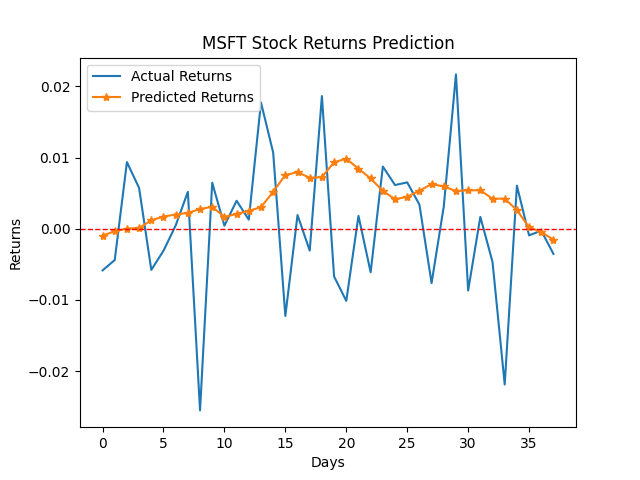 MSFT Stock Returns Prediction
Actual Returns
Predicted Returns
Returns
0.02
0.01
0.00
−0.01
−0.02
0 5 10 15 20 25 30 35
Days